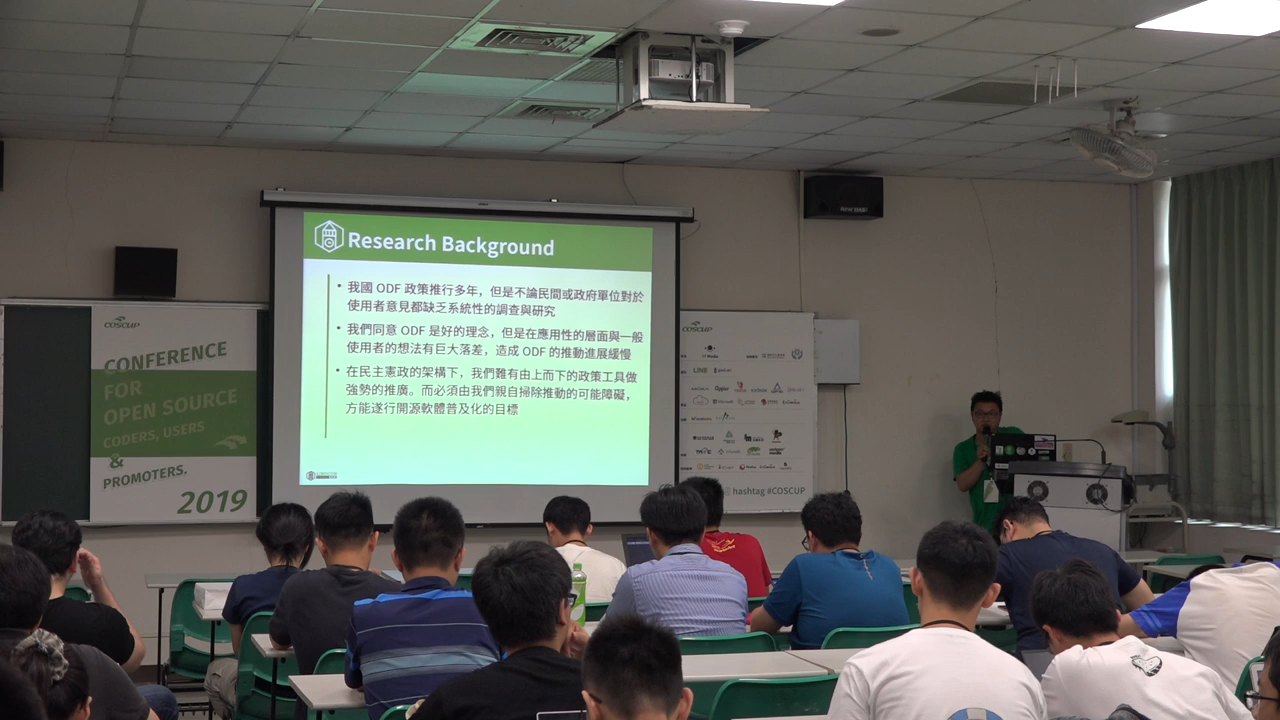 Research Background
• 我國 ODF 政策推行多年，但是不論民間或政府單位對於
使用者意見都缺乏系統性的調查與研究
• 我們同意 ODF 是好的理念，但是在應用性的層面與一般
使用者的想法有巨大落差，造成 ODF 的推動進展緩慢
• 在民主憲政的架構下，我們難有由上而下的政策工具做
強勢的推廣。而必須由我們親自掃除推動的可能障礙，
方能遂行開源軟體普及化的目標
COSCUP
CONFERENCE
FOR
OPEN SOURCE
CODERS, USERS
&
PROMOTERS,
2019
COSCUP
LINE
hashtag #COSCUP